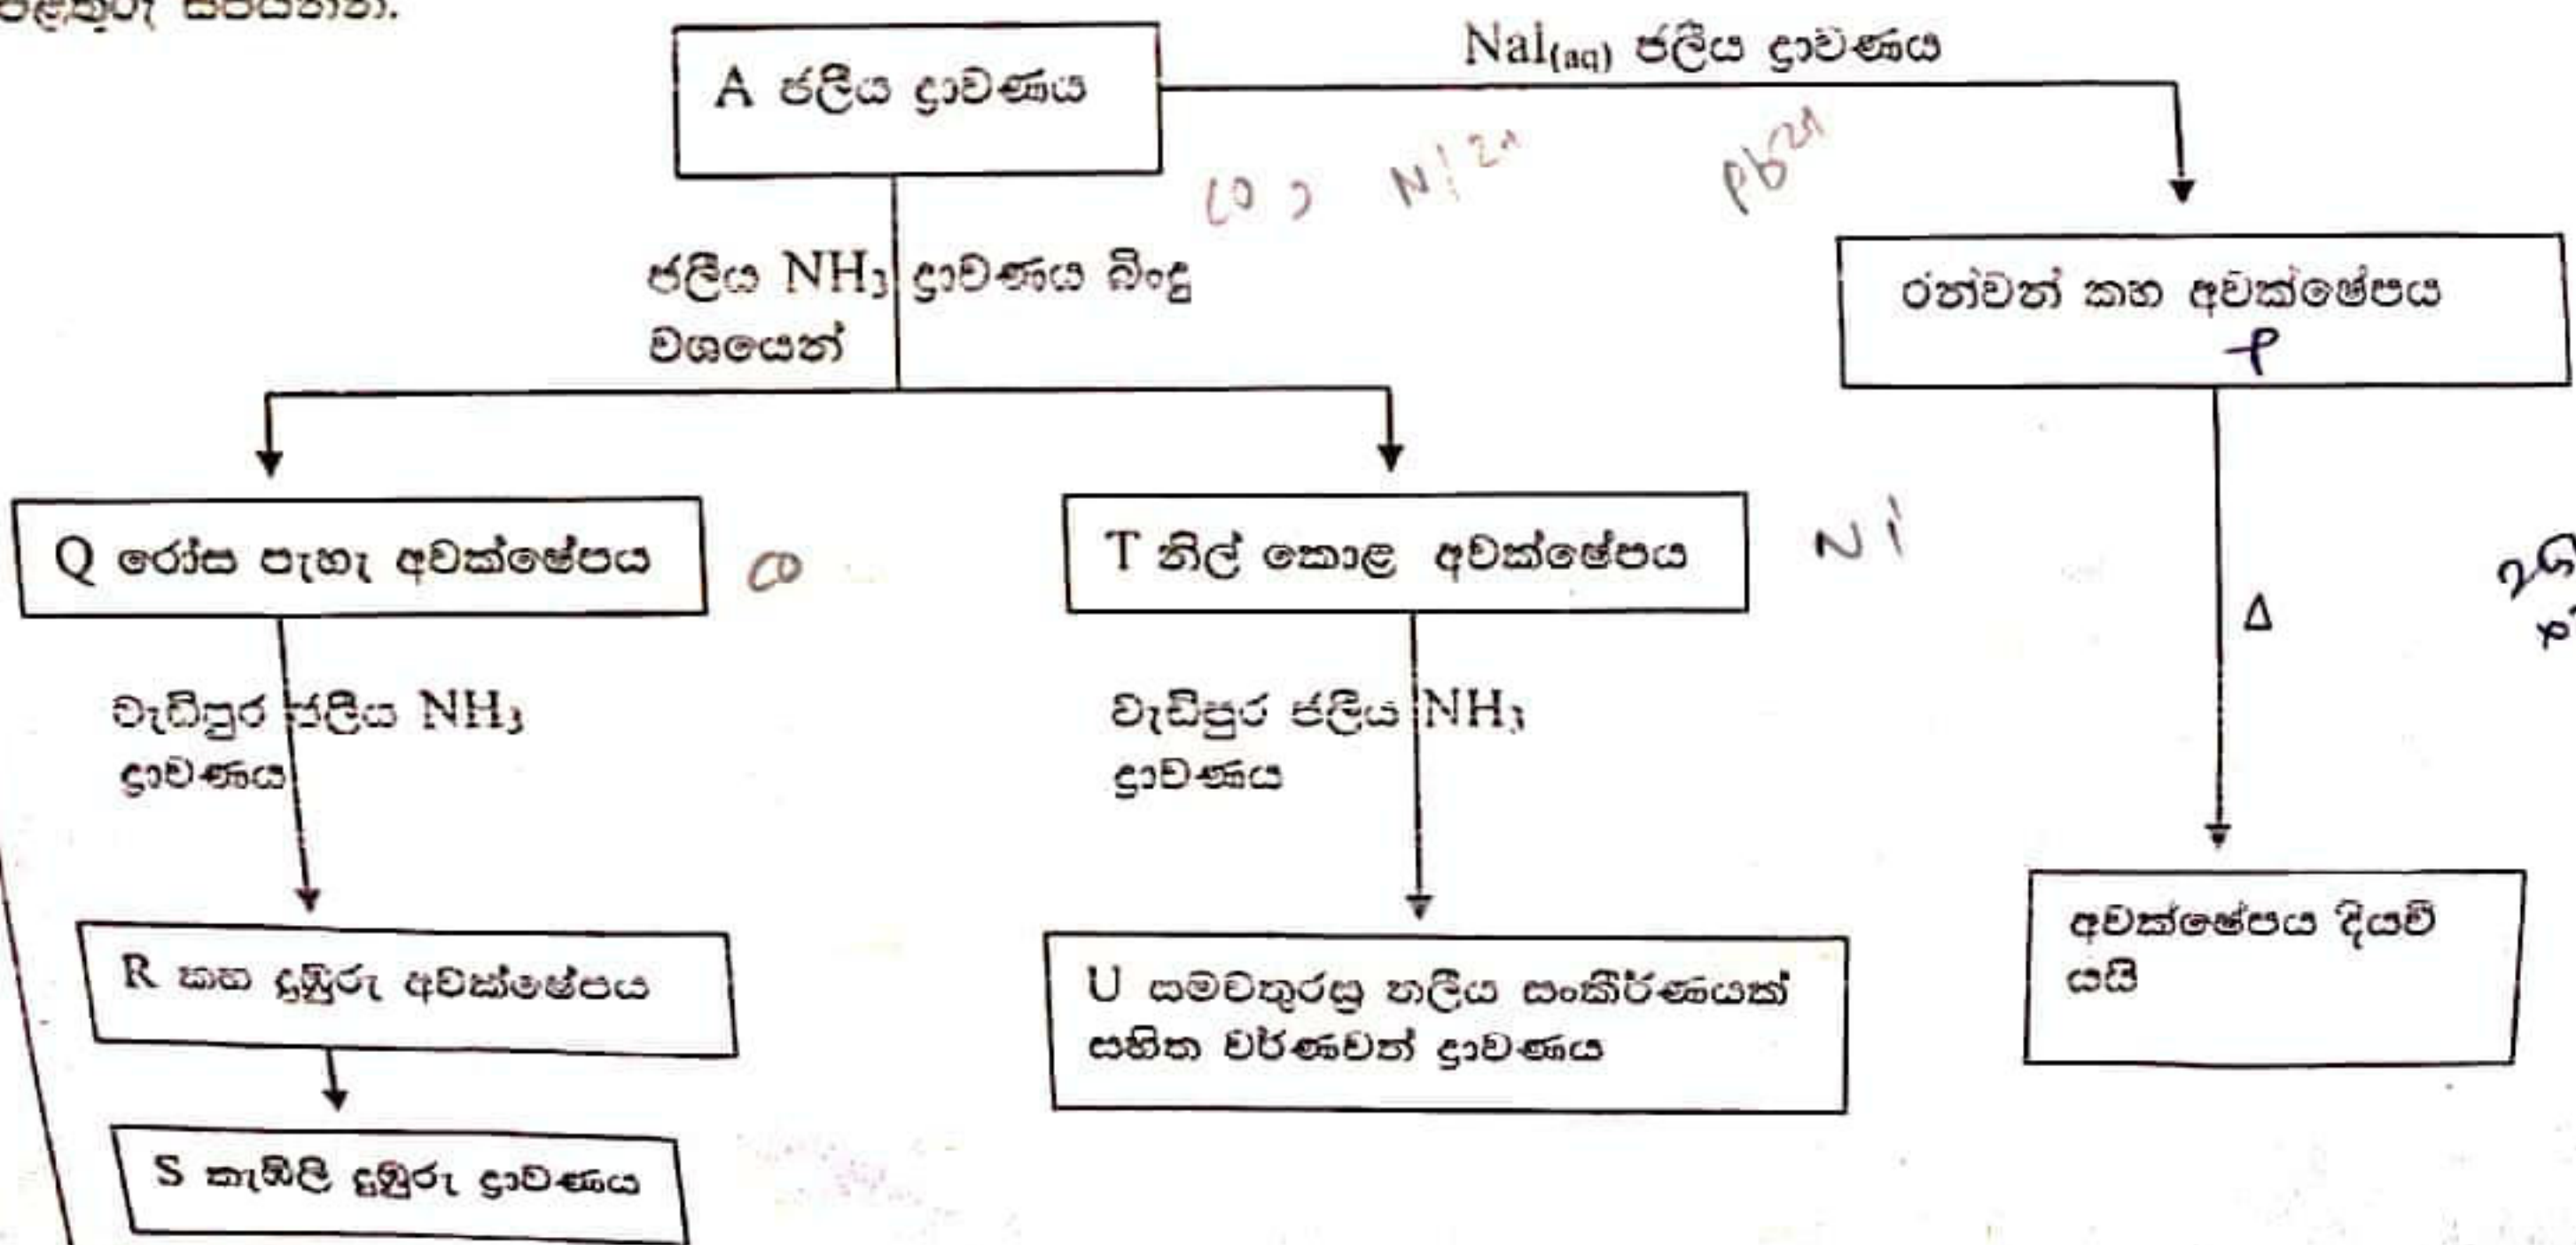 A ජලීය ද්‍රාවණය
NaI(aq) ජලීය ද්‍රාවණය
CO , Ni2+
Pb2+
ජලීය NH3 ද්‍රාවණය බිංදු
වශයෙන්
රන්වන් කහ අවක්ෂේපය
P
Q රෝස පැහැ අවක්ෂේපය
CO
T නිල් කොළ අවක්ෂේපය
Ni
Δ
වැඩිපුර ජලීය NH3
ද්‍රාවණය
වැඩිපුර ජලීය NH3
ද්‍රාවණය
R කහ දුඹුරු අවක්ෂේපය
U සමචතුරස්‍ර තලීය සංකීර්ණයක්
සහිත වර්ණවත් ද්‍රාවණය
අවක්ෂේපය දියවී
යයි
S කැඹිලි දුඹුරු ද්‍රාවණය